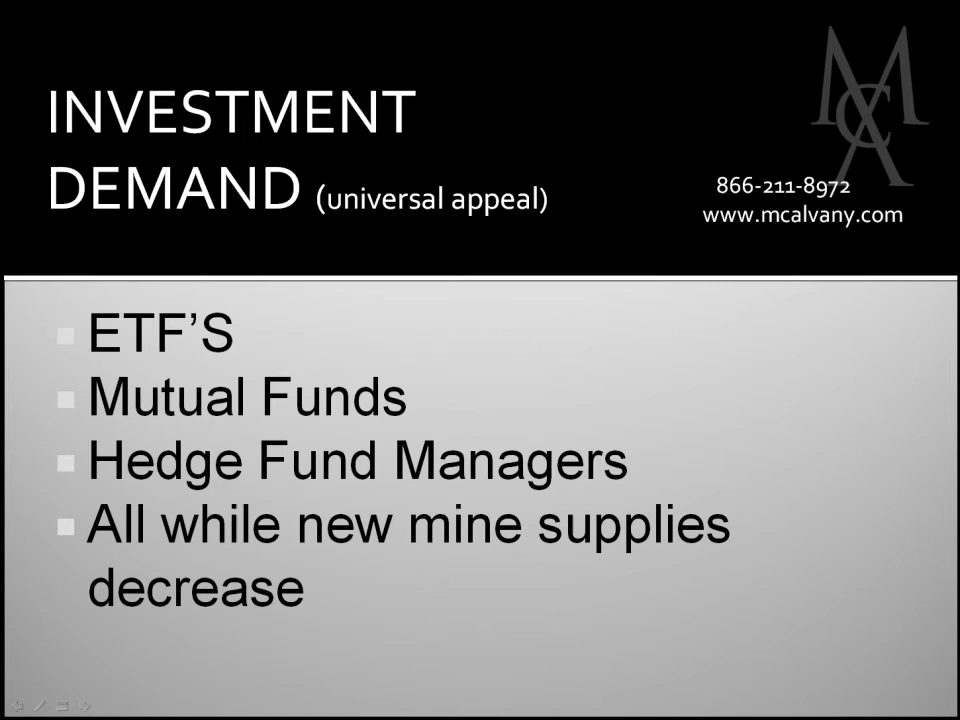 INVESTMENT
DEMAND (universal appeal)
MCA
866-211-8972
www.mcalvany.com
ETF’S
Mutual Funds
Hedge Fund Managers
All while new mine supplies
decrease